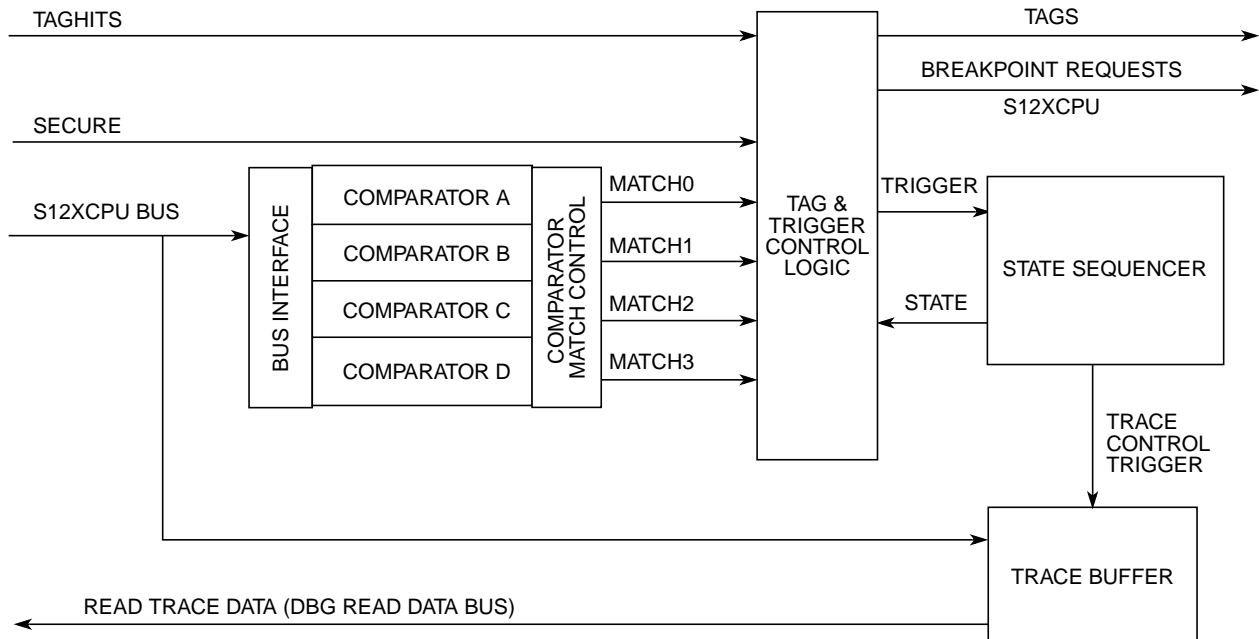 TAGHITS
TAGS
BREAKPOINT REQUESTS
S12XCPU
SECURE
S12XCPU BUS
BUS INTERFACE
COMPARATOR A
COMPARATOR B
COMPARATOR C
COMPARATOR D
COMPARATOR
MATCH CONTROL
MATCH0
MATCH1
MATCH2
MATCH3
TAG &
TRIGGER
CONTROL
LOGIC
TRIGGER
STATE
STATE SEQUENCER
TRACE
CONTROL
TRIGGER
TRACE BUFFER
READ TRACE DATA (DBG READ DATA BUS)